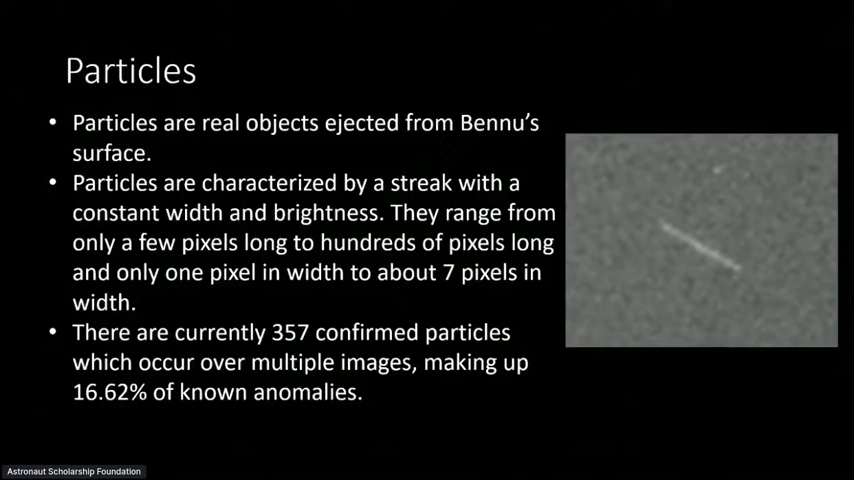 Particles
• Particles are real objects ejected from Bennu’s
surface.
• Particles are characterized by a streak with a
constant width and brightness. They range from
only a few pixels long to hundreds of pixels long
and only one pixel in width to about 7 pixels in
width.
• There are currently 357 confirmed particles
which occur over multiple images, making up
16.62% of known anomalies.
Astronaut Scholarship Foundation